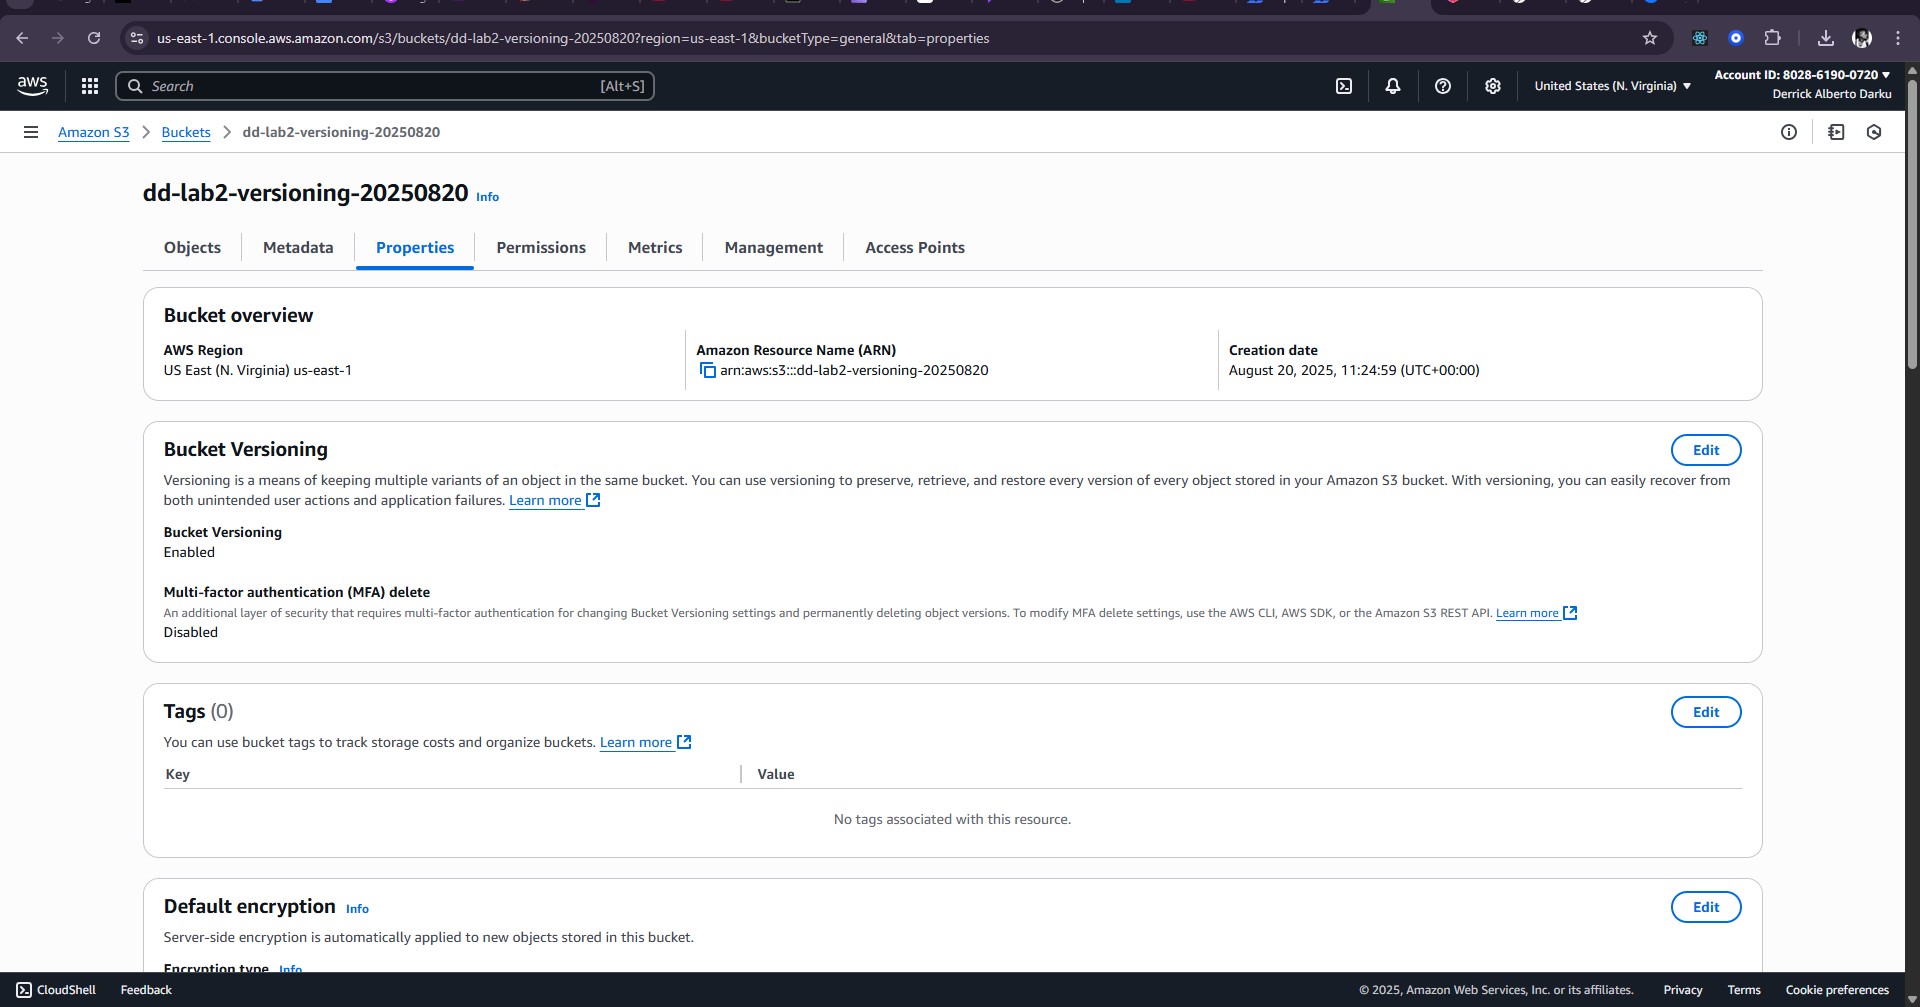 us-east-1.console.aws.amazon.com/s3/buckets/dd-lab2-versioning-20250820?region=us-east-1&bucketType=general&tab=properties
aws
Search [Alt+S]
United States (N. Virginia) ▼
Account ID: 8028-6190-0720 ▼
Derrick Alberto Darku
Amazon S3 > Buckets > dd-lab2-versioning-20250820
dd-lab2-versioning-20250820 Info
Objects Metadata Properties Permissions Metrics Management Access Points
Bucket overview
AWS Region
US East (N. Virginia) us-east-1
Amazon Resource Name (ARN)
arn:aws:s3:::dd-lab2-versioning-20250820
Creation date
August 20, 2025, 11:24:59 (UTC+00:00)
Bucket Versioning
Edit
Versioning is a means of keeping multiple variants of an object in the same bucket. You can use versioning to preserve, retrieve, and restore every version of every object stored in your Amazon S3 bucket. With versioning, you can easily recover from
both unintended user actions and application failures. Learn more
Bucket Versioning
Enabled
Multi-factor authentication (MFA) delete
An additional layer of security that requires multi-factor authentication for changing Bucket Versioning settings and permanently deleting object versions. To modify MFA delete settings, use the AWS CLI, AWS SDK, or the Amazon S3 REST API. Learn more
Disabled
Tags (0)
Edit
You can use bucket tags to track storage costs and organize buckets. Learn more
Key Value
No tags associated with this resource.
Default encryption Info
Edit
Server-side encryption is automatically applied to new objects stored in this bucket.
Encryption type Info
CloudShell Feedback
© 2025, Amazon Web Services, Inc. or its affiliates. Privacy Terms Cookie preferences